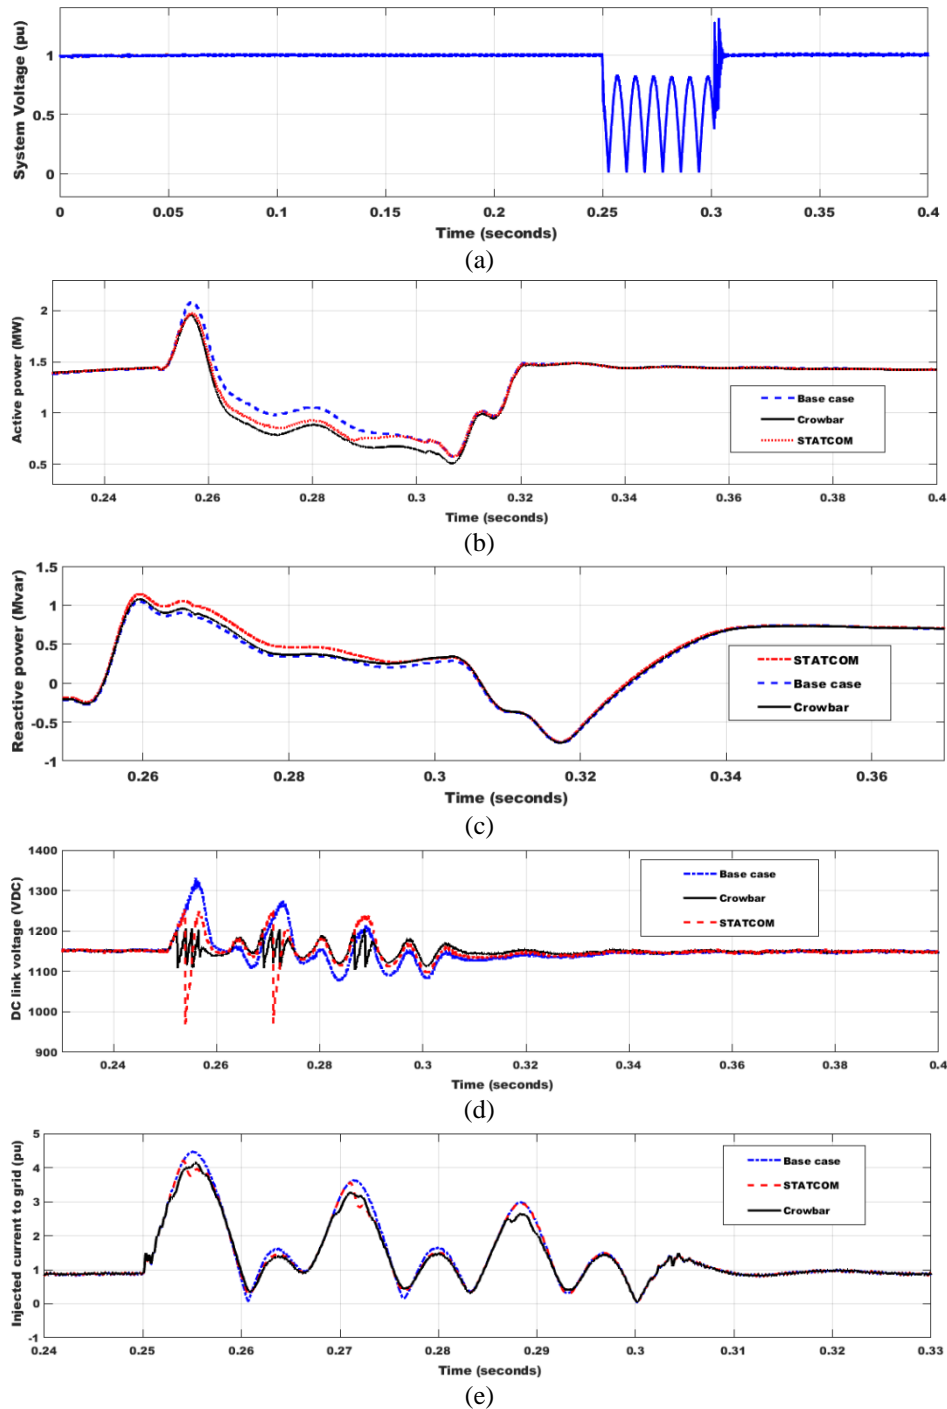 System Voltage (pu)
1
0.5
0
0 0.05 0.1 0.15 0.2 0.25 0.3 0.35 0.4
Time (seconds)
(a)
Active power (MW)
2
1.5
1
0.5
Base case
Crowbar
STATCOM
0.24 0.26 0.28 0.3 0.32 0.34 0.36 0.38 0.4
Time (seconds)
(b)
Reactive power (Mvar)
1.5
1
0.5
0
-0.5
-1
STATCOM
Base case
Crowbar
0.26 0.28 0.3 0.32 0.34 0.36
Time (seconds)
(c)
DC link voltage (VDC)
1400
1300
1200
1100
1000
900
Base case
Crowbar
STATCOM
0.24 0.26 0.28 0.3 0.32 0.34 0.36 0.38 0.4
Time (seconds)
(d)
Injected current to grid (pu)
5
4
3
2
1
0
-1
Base case
STATCOM
Crowbar
0.24 0.25 0.26 0.27 0.28 0.29 0.3 0.31 0.32 0.33
Time (seconds)
(e)